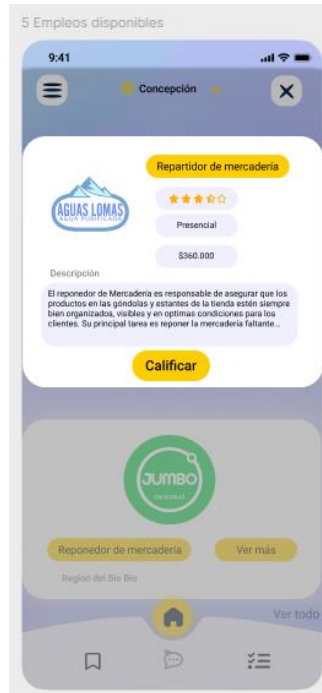 5 Empleos disponibles
9:41
Concepción
Repartidor de mercadería
AGUAS LOMAS
AGUA PURIFICADA
Presencial
$360.000
Descripción
El reponedor de Mercaderia es responsable de asegurar que los
productos en las góndolas y estantes de la tienda estén siempre
bien organizados, visibles y en optimas condiciones para los
clientes. Su principal tarea es reponer la mercadería faltante...
Calificar
JUMBO
Reponedor de mercadería
Ver más
Region del Bio Bio
Ver todo